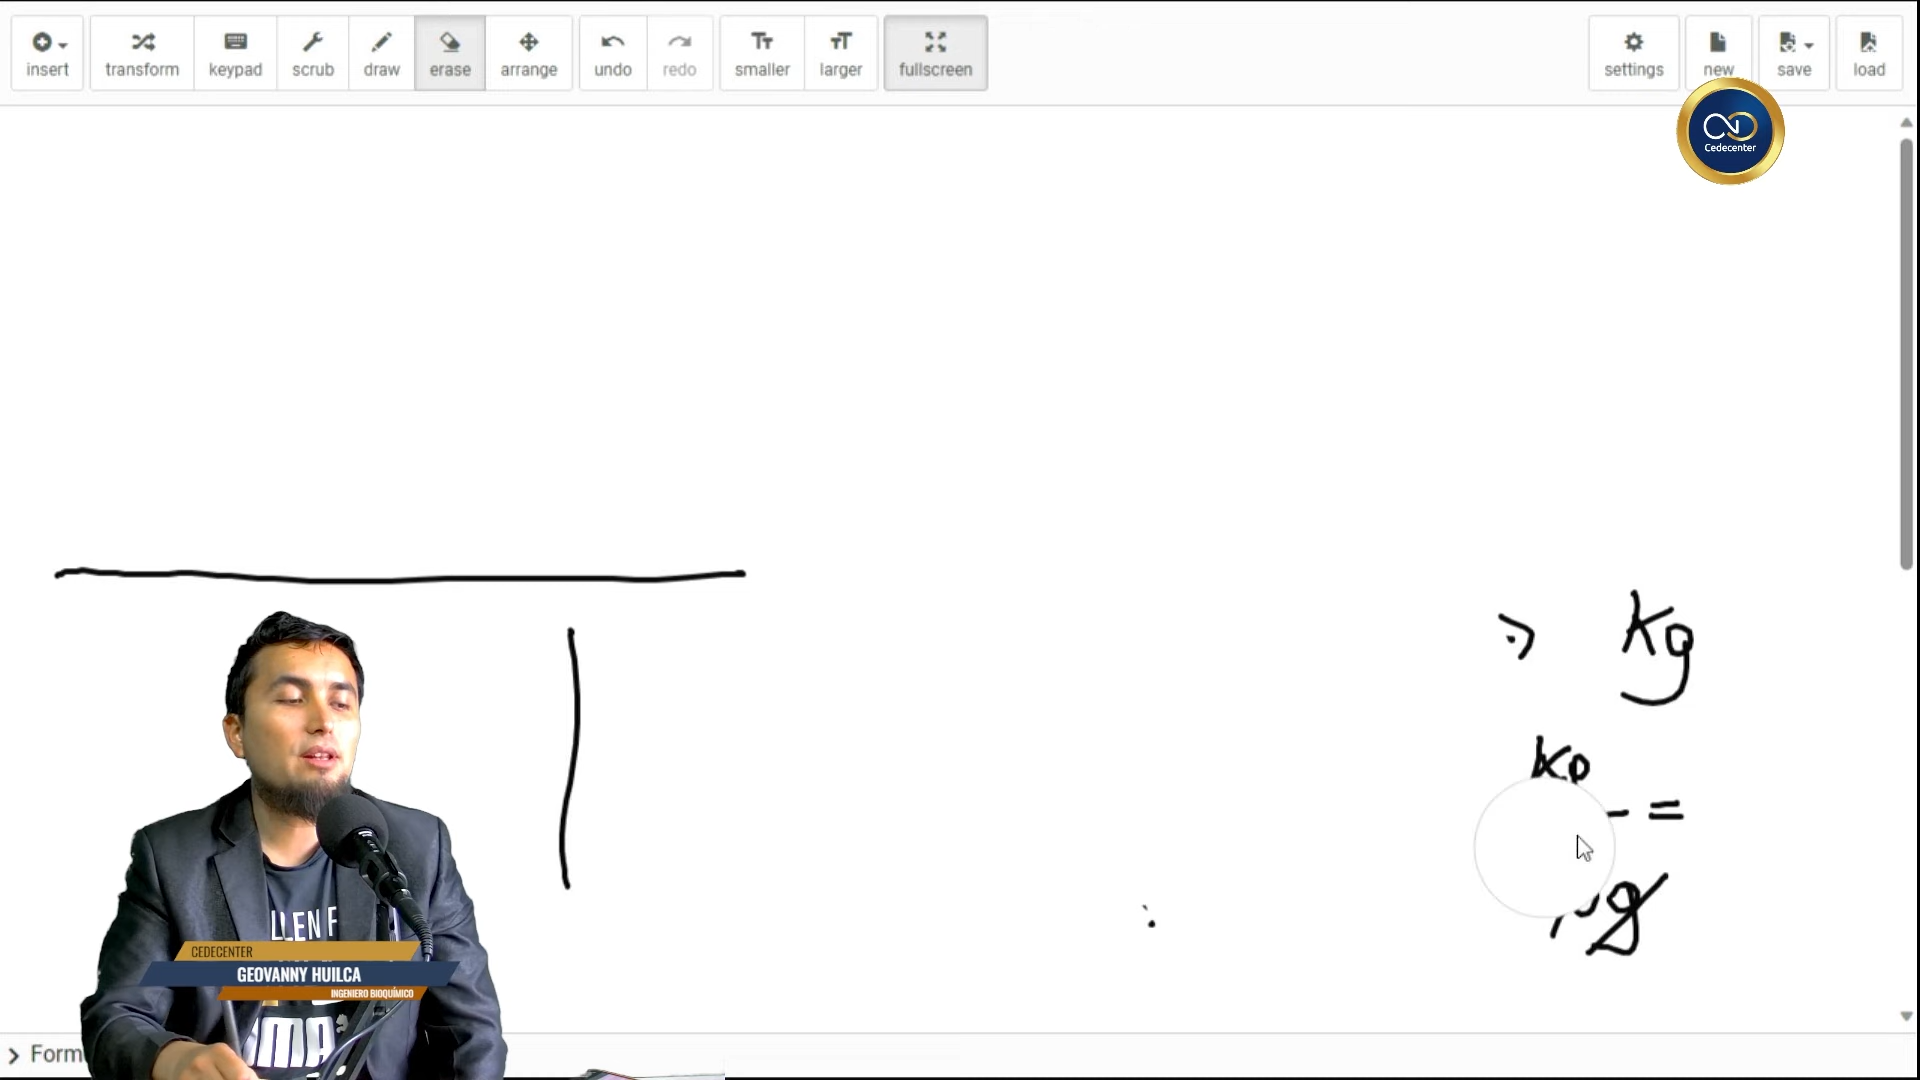 insert transform keypad scrub draw erase arrange undo redo smaller larger fullscreen settings new save load
Cedecenter
kg
=
g
LLEN F
CEDECENTER
GEOVANNY HUILCA
INGENIERO BIOQUÍMICO
Form